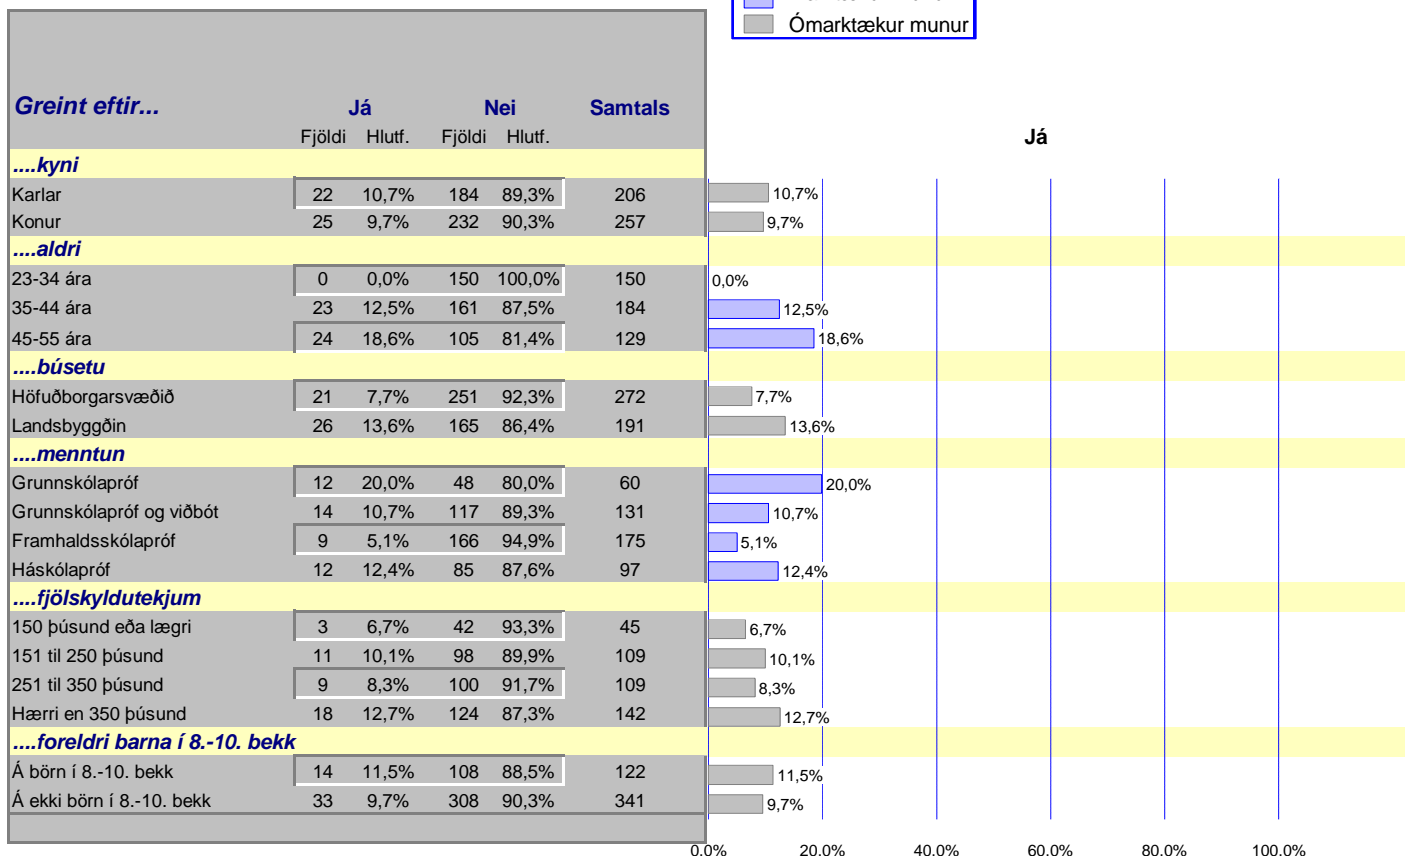 Ómarktækur munur
Greint eftir... Já Nei Samtals
Fjöldi Hlutf. Fjöldi Hlutf.
Já
....kyni
Karlar 22 10,7% 184 89,3% 206 10,7%
Konur 25 9,7% 232 90,3% 257 9,7%
....aldri
23-34 ára 0 0,0% 150 100,0% 150 0,0%
35-44 ára 23 12,5% 161 87,5% 184 12,5%
45-55 ára 24 18,6% 105 81,4% 129 18,6%
....búsetu
Höfuðborgarsvæðið 21 7,7% 251 92,3% 272 7,7%
Landsbyggðin 26 13,6% 165 86,4% 191 13,6%
....menntun
Grunnskólapróf 12 20,0% 48 80,0% 60 20,0%
Grunnskólapróf og viðbót 14 10,7% 117 89,3% 131 10,7%
Framhaldsskólapróf 9 5,1% 166 94,9% 175 5,1%
Háskólapróf 12 12,4% 85 87,6% 97 12,4%
....fjölskyldutekjum
150 þúsund eða lægri 3 6,7% 42 93,3% 45 6,7%
151 til 250 þúsund 11 10,1% 98 89,9% 109 10,1%
251 til 350 þúsund 9 8,3% 100 91,7% 109 8,3%
Hærri en 350 þúsund 18 12,7% 124 87,3% 142 12,7%
....foreldri barna í 8.-10. bekk
Á börn í 8.-10. bekk 14 11,5% 108 88,5% 122 11,5%
Á ekki börn í 8.-10. bekk 33 9,7% 308 90,3% 341 9,7%
0.0% 20.0% 40.0% 60.0% 80.0% 100.0%